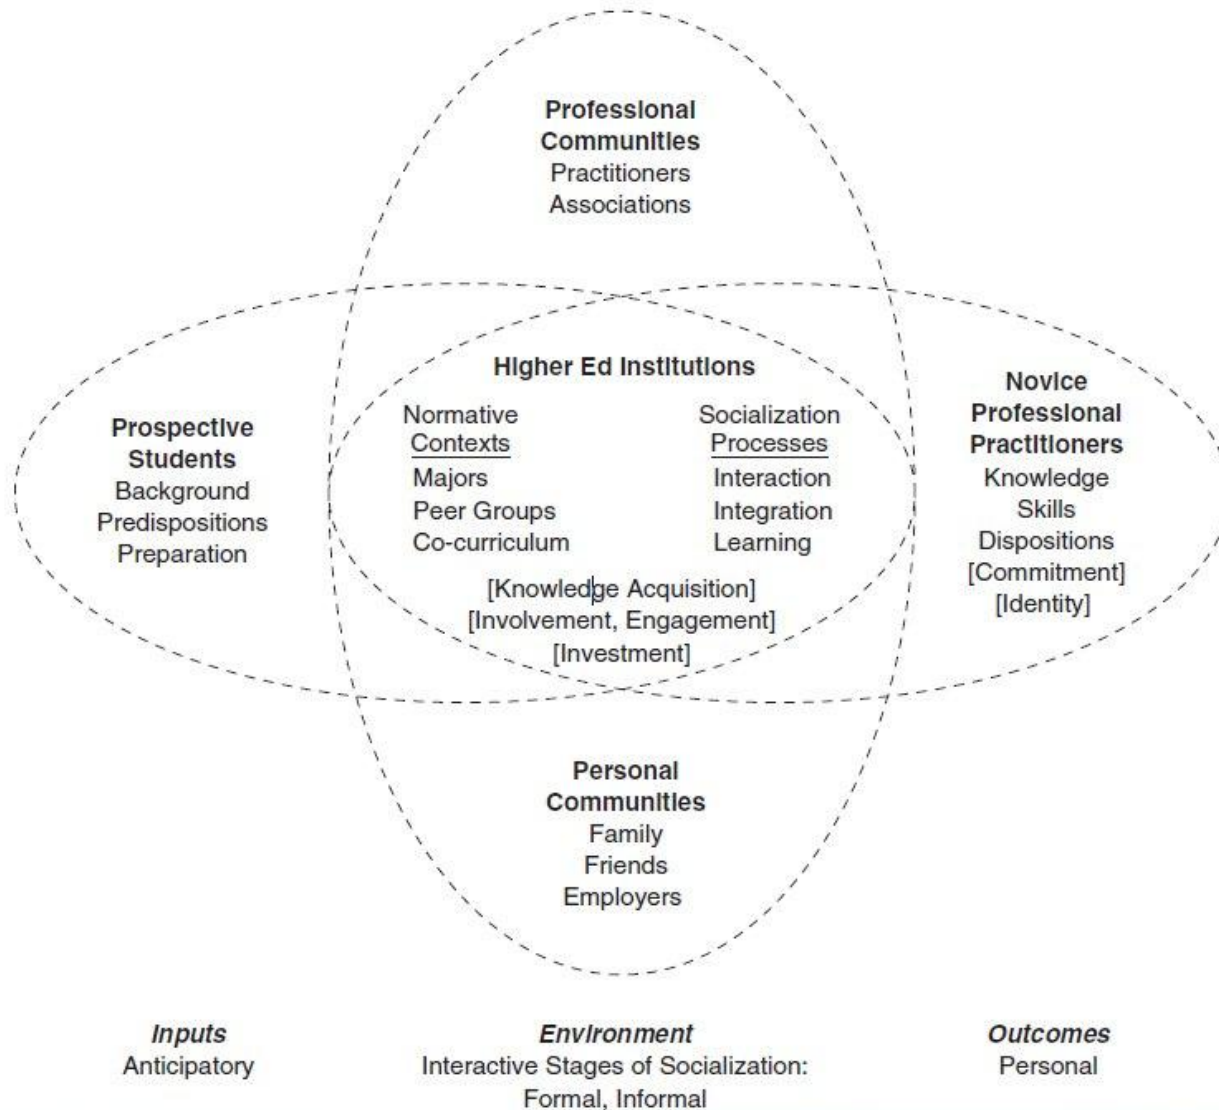 Professional
Communities
Practitioners
Associations
Higher Ed Institutions
Normative
Contexts
Majors
Peer Groups
Co-curriculum
Socialization
Processes
Interaction
Integration
Learning
[Knowledge Acquisition]
[Involvement, Engagement]
[Investment]
Prospective
Students
Background
Predispositions
Preparation
Novice
Professional
Practitioners
Knowledge
Skills
Dispositions
[Commitment]
[Identity]
Personal
Communities
Family
Friends
Employers
Inputs
Anticipatory
Environment
Interactive Stages of Socialization:
Formal, Informal
Outcomes
Personal